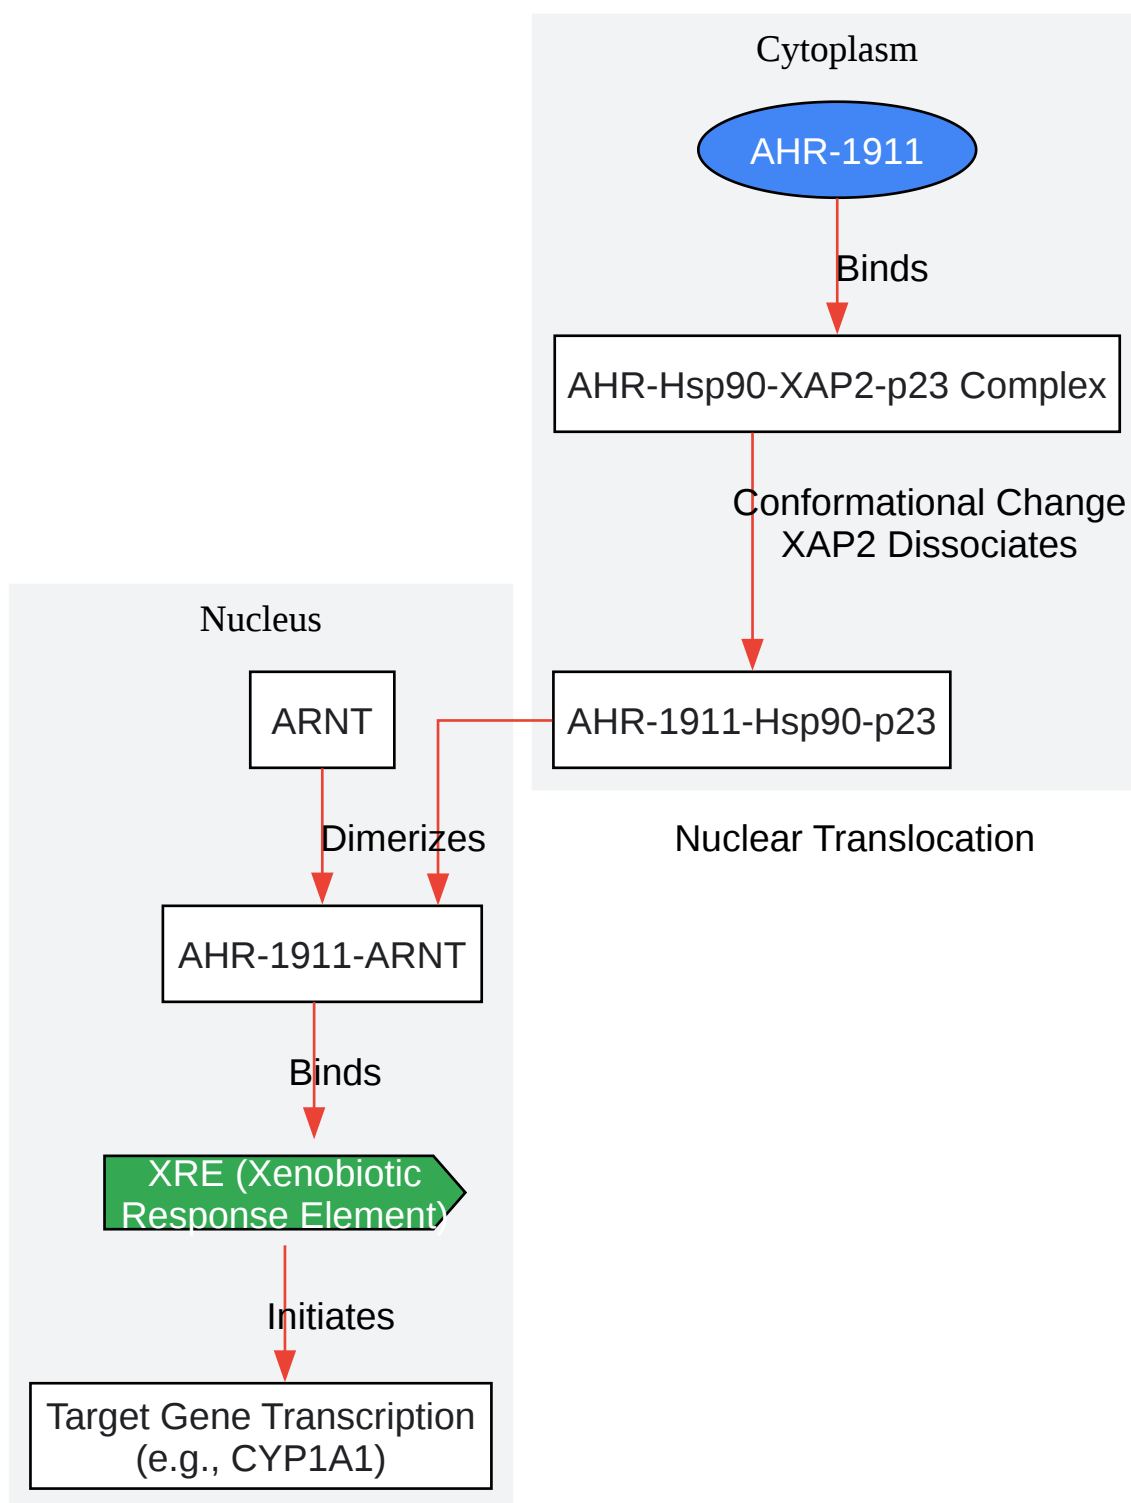 Cytoplasm
AHR-1911
Binds
AHR-Hsp90-XAP2-p23 Complex
Conformational Change
XAP2 Dissociates
AHR-1911-Hsp90-p23
Nuclear Translocation
Nucleus
ARNT
Dimerizes
AHR-1911-ARNT
Binds
XRE (Xenobiotic
Response Element)
Initiates
Target Gene Transcription
(e.g., CYP1A1)